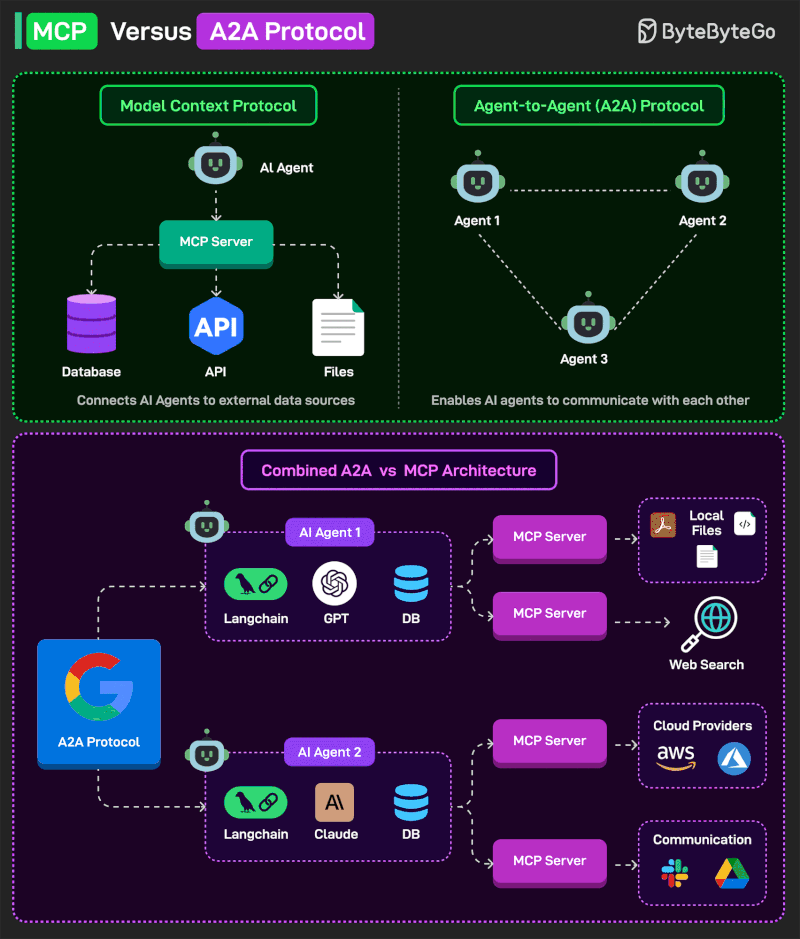 MCP Versus A2A Protocol
ByteByteGo
Model Context Protocol
AI Agent
MCP Server
API
Database
API
Files
Connects AI Agents to external data sources
Agent-to-Agent (A2A) Protocol
Agent 1
Agent 2
Agent 3
Enables AI agents to communicate with each other
Combined A2A vs MCP Architecture
A2A Protocol
AI Agent 1
Langchain
GPT
DB
MCP Server
Local
Files
</>
MCP Server
Web Search
AI Agent 2
Langchain
A\
Claude
DB
MCP Server
Cloud Providers
aws
MCP Server
Communication